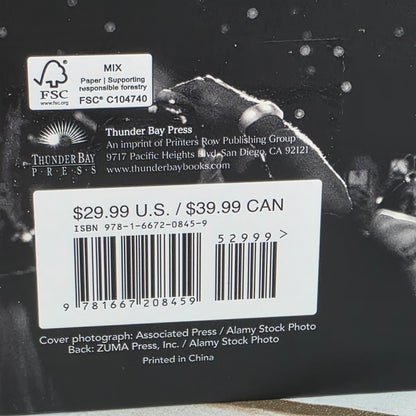 FSC
www.fsc.org
MIX
Paper | Supporting
responsible forestry
FSC® C104740
THUNDER BAY
PRESS
Thunder Bay Press
An imprint of Printers Row Publishing Group
9717 Pacific Heights Blvd, San Diego, CA 92121
www.thunderbaybooks.com
$29.99 U.S. / $39.99 CAN
ISBN 978-1-6672-0845-9
52999>
9 781667 208459
Cover photograph: Associated Press / Alamy Stock Photo
Back: ZUMA Press, Inc. / Alamy Stock Photo
Printed in China